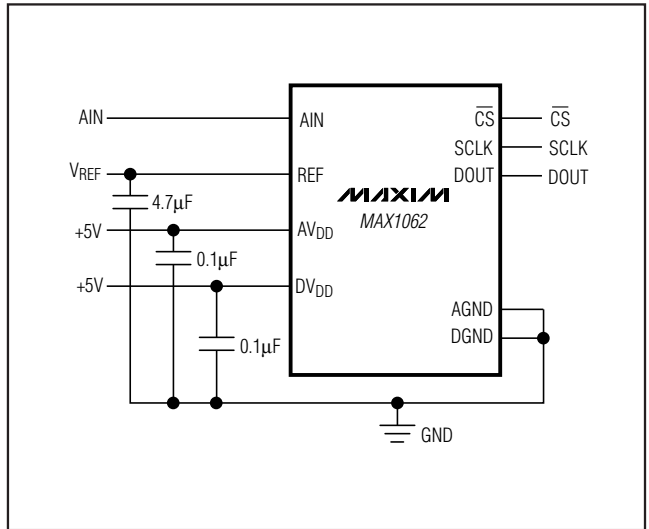 AIN
AIN
CS
CS
SCLK
SCLK
VREF
REF
DOUT
DOUT
4.7µF
MAXIM
MAX1062
+5V
AVDD
0.1µF
+5V
DVDD
AGND
0.1µF
DGND
GND